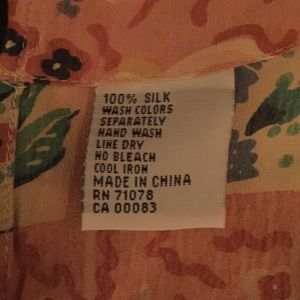 100% SILK
WASH COLORS
SEPARATELY
HAND WASH
LINE DRY
NO BLEACH
COOL IRON
MADE IN CHINA
RN 71078
CA 00083